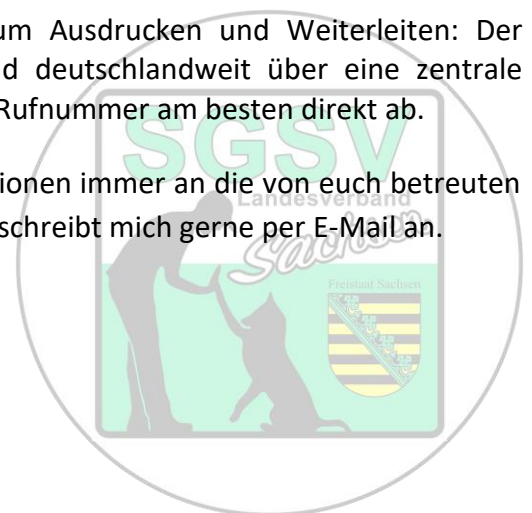 um Ausdrucken und Weiterleiten: Der
d deutschlandweit über eine zentrale
Rufnummer am besten direkt ab.
ionen immer an die von euch betreuten
schreibt mich gerne per E-Mail an.
SGSV
Landesverband
Sachsen
Freistaat Sachsen